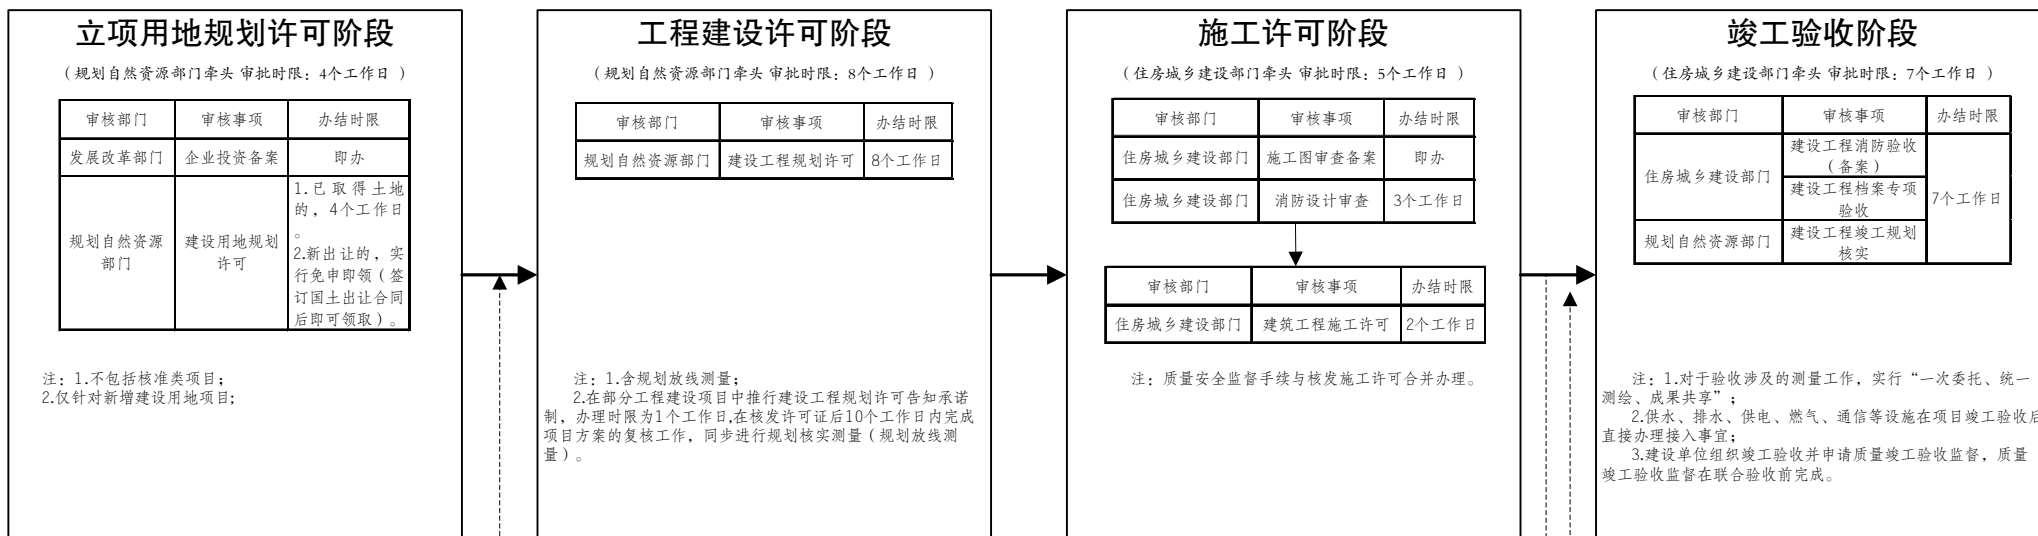 立项用地规划许可阶段
（规划自然资源部门牵头 审批时限：4个工作日 ）
审核部门 审核事项 办结时限
发展改革部门 企业投资备案 即办
规划自然资源
部门
建设用地规划
许可
1.已取得土地
的，4个工作日
。
2.新出让的，实
行免申即领（签
订国土出让合同
后即可领取）。
注：1.不包括核准类项目；
2.仅针对新增建设用地项目；
工程建设许可阶段
（规划自然资源部门牵头 审批时限：8个工作日 ）
审核部门 审核事项 办结时限
规划自然资源部门 建设工程规划许可 8个工作日
注：1.含规划放线测量；
2.在部分工程建设项目中推行建设工程规划许可告知承诺
制，办理时限为1个工作日,在核发许可证后10个工作日内完成
项目方案的复核工作，同步进行规划核实测量（规划放线测
量）。
施工许可阶段
（住房城乡建设部门牵头 审批时限：5个工作日 ）
审核部门 审核事项 办结时限
住房城乡建设部门 施工图审查备案 即办
住房城乡建设部门 消防设计审查 3个工作日
审核部门 审核事项 办结时限
住房城乡建设部门 建筑工程施工许可 2个工作日
注：质量安全监督手续与核发施工许可合并办理。
竣工验收阶段
（住房城乡建设部门牵头 审批时限：7个工作日 ）
审核部门 审核事项 办结时限
住房城乡建设部门
建设工程消防验收
（备案）
建设工程档案专项
验收
7个工作日
规划自然资源部门
建设工程竣工规划
核实
注：1.对于验收涉及的测量工作，实行“一次委托、统一
测绘、成果共享”；
2.供水、排水、供电、燃气、通信等设施在项目竣工验收后
直接办理接入事宜；
3.建设单位组织竣工验收并申请质量竣工验收监督，质量
竣工验收监督在联合验收前完成。